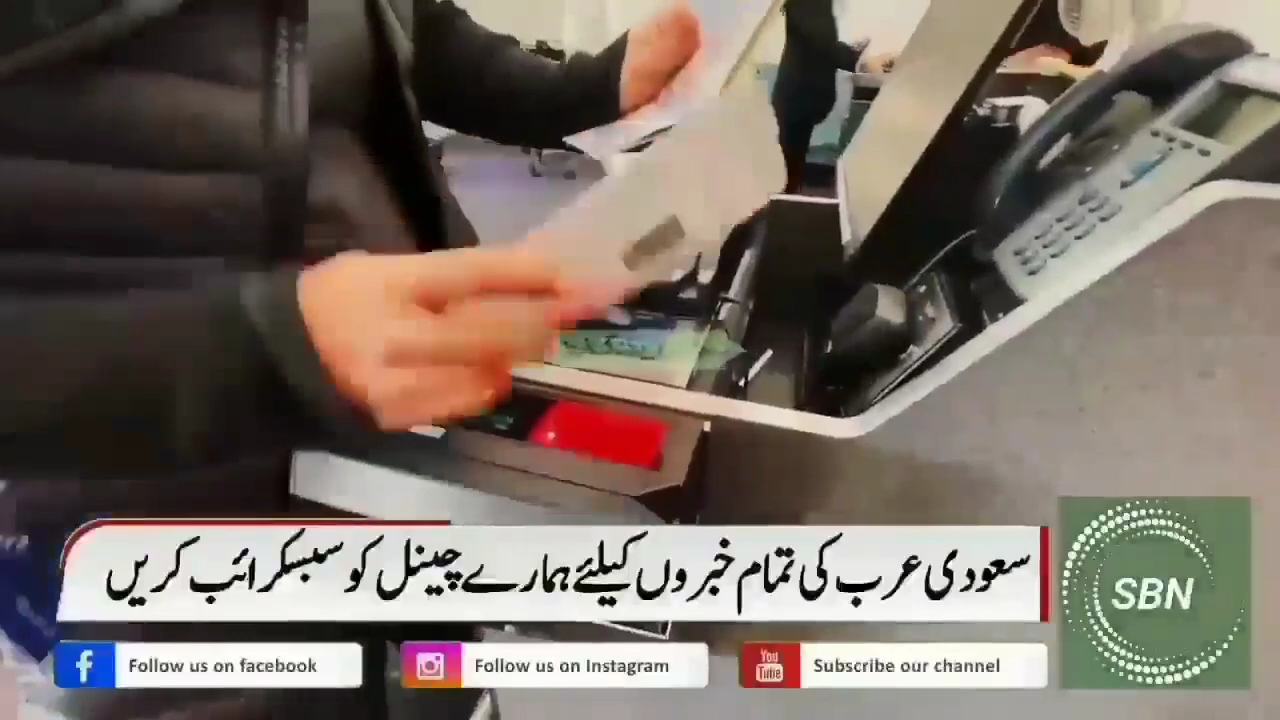 سعودی عرب کی تمام خبروں کیلئے ہمارے چینل کو سبسکرائب کریں
SBN
Follow us on facebook
Follow us on Instagram
You Tube
Subscribe our channel